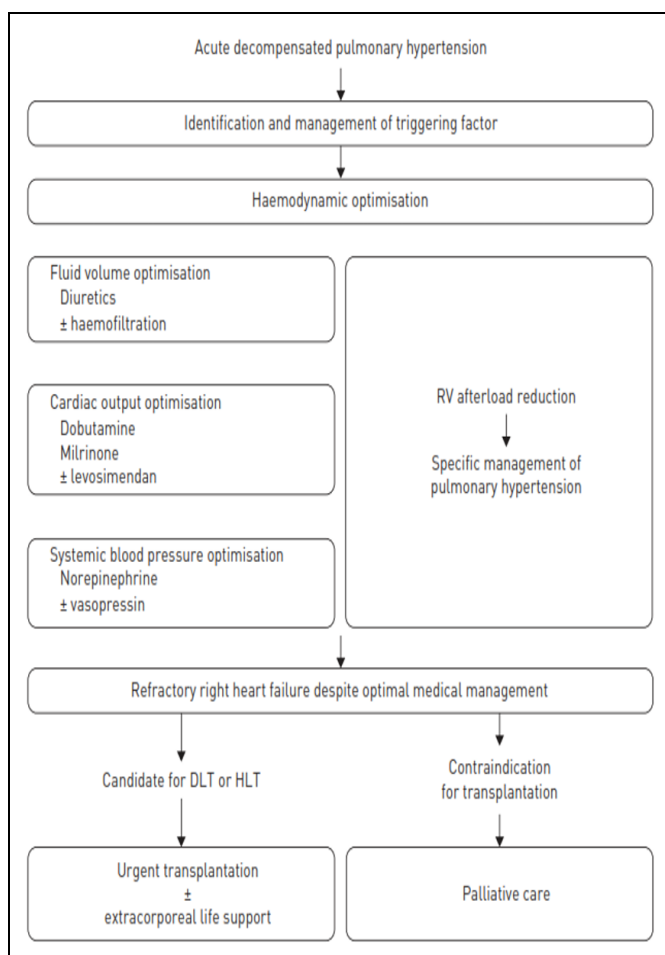 Acute decompensated pulmonary hypertension
Identification and management of triggering factor
Haemodynamic optimisation
Fluid volume optimisation
Diuretics
± haemofiltration
Cardiac output optimisation
Dobutamine
Milrinone
± levosimendan
Systemic blood pressure optimisation
Norepinephrine
± vasopressin
RV afterload reduction
Specific management of
pulmonary hypertension
Refractory right heart failure despite optimal medical management
Candidate for DLT or HLT
Urgent transplantation
±
extracorporeal life support
Contraindication
for transplantation
Palliative care